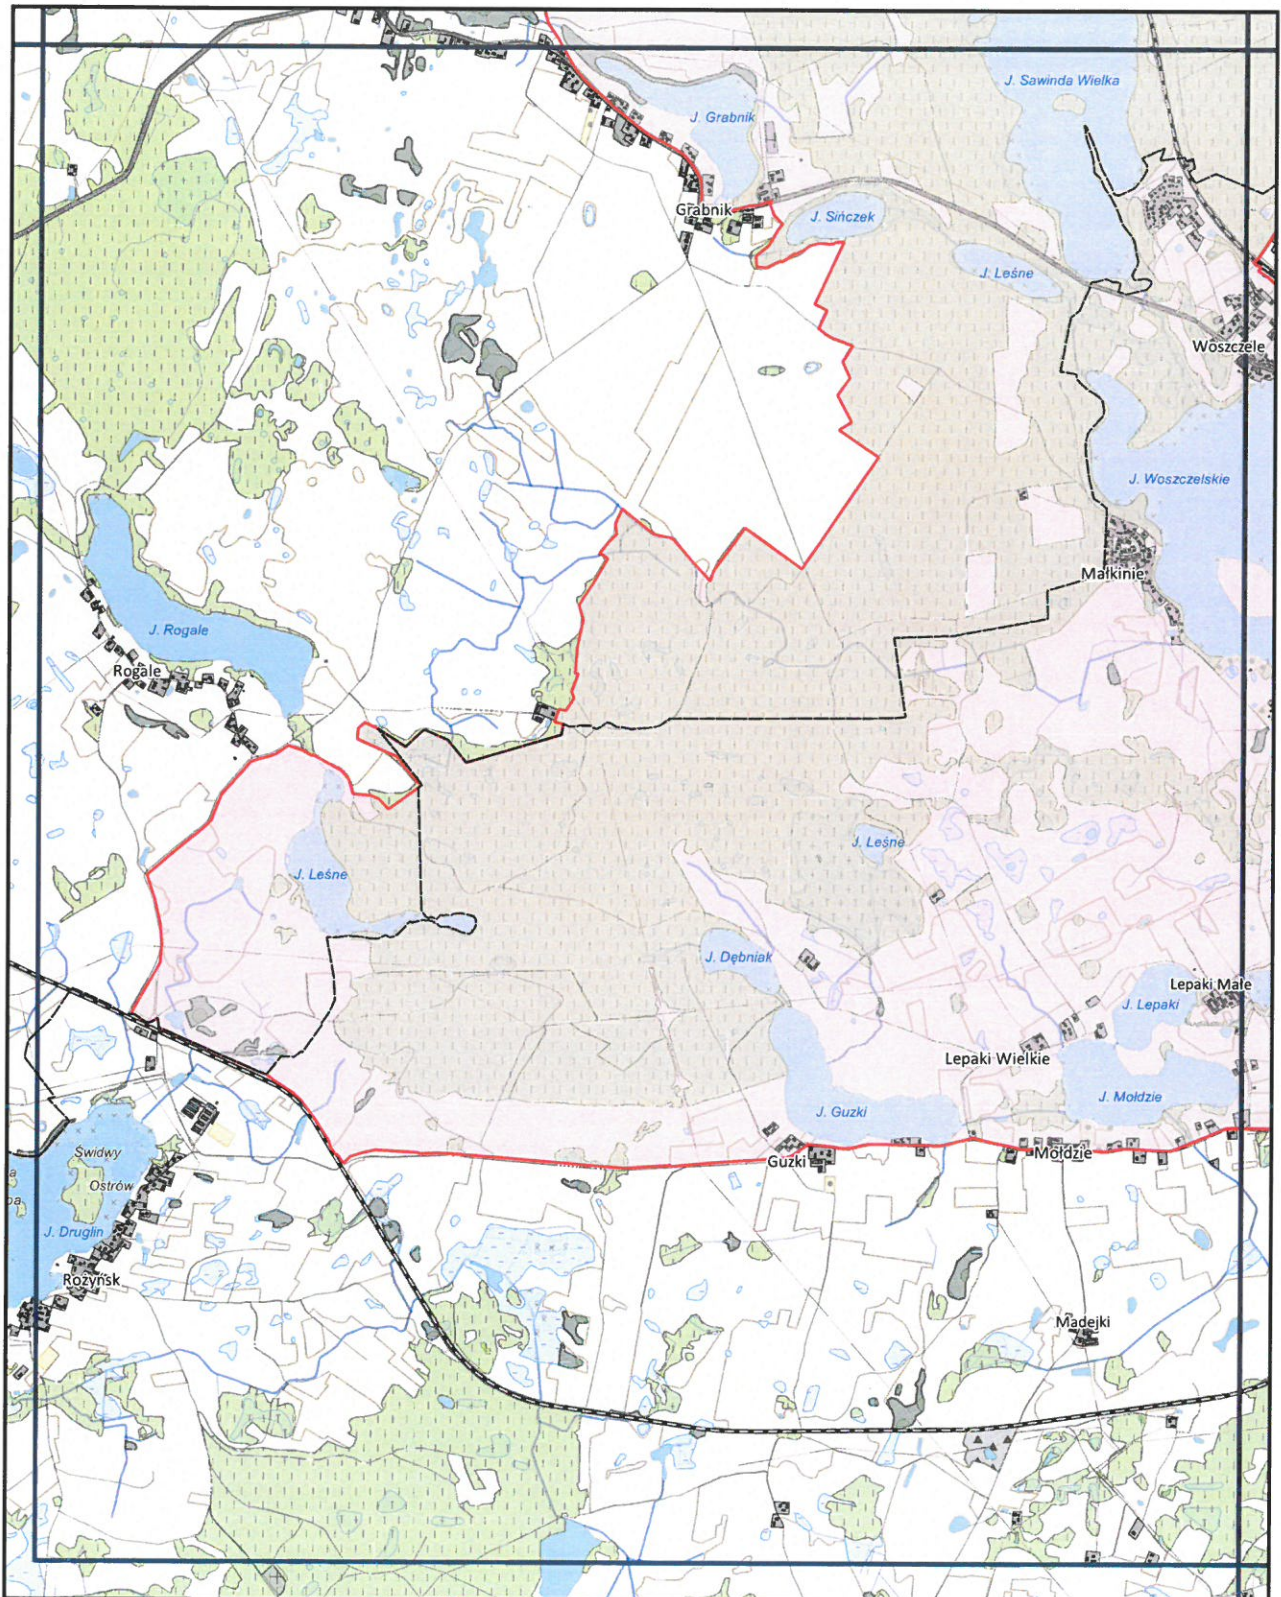 J. Sawinda Wielka
J. Grabnik
Grabnik
J. Sińczek
J. Leśne
Woszczele
J. Woszczelskie
Małkinie
J. Rogale
Rogale
J. Leśne
J. Leśne
J. Dębniak
Lepaki Małe
J. Lepaki
Lepaki Wielkie
J. Mołdzie
J. Guzki
Guzki
Mołdzie
Świdwy
Ostrów
J. Druglin
Rożyńsk
Madejki